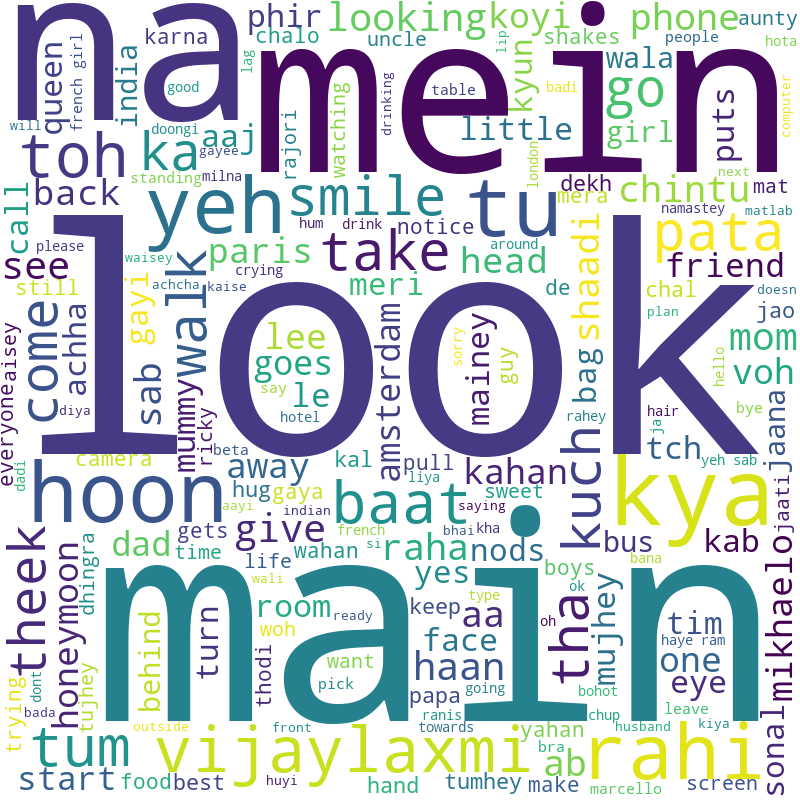 na
mein
karna
phir
looking
koyi
phone
aunty
chalo
uncle
shakes
people
hota
lag
lip
queen
french girl
india
good
drinking
table
kyun
wala
go
badi
computer
puts
will
doongi
toh
ka
aaj
gayee
rajori
watching
little
girl
standing
milna
london
next
back
yeh
smile
tu
dekh
mera
chintu
mat
call
please
hum
drink
notice
around
namastey
matlab
see
waisey
paris
take
head
shaadi
pata
friend
still
gayi
walk
crying
meri
de
chal
doesn
achha
achcha
kaise
look
plan
jao
come
lee
goes
amsterdam
mainey
guy
sorry
bag
mom
hello
voh
everyone
aisey
sab
mummy
ricky
say
le
hotel
diya
hair
bye
rahey
ja
dadi
camera
beta
away
kal
liya
pull
kahan
tch
yeh sab
jaana
hoon
hug
gaya
aayi
indian
baat
saying
sweet
kuch
kya
jaati
gets
give
french
bhai
kha
theek
dhingra
dad
time
life
wahan
si
raha
nods
bus
kab
mikhaelo
wali
yes
boys
bana
honeymoon
main
tujhey
behind
turn
room
woh
ready
keep
aa
type
ok
oh
tha
mujhey
tim
haye ram
one
want
face
haan
eye
trying
dont
thodi
pick
papa
going
bohot
bada
outside
front
ranis
towards
chup
leave
kiya
husband
sonal
tum
vijaylaxmi
bra
yahan
ab
rahi
start
food
best
huyi
hand
tumhey
make
marcello
screen